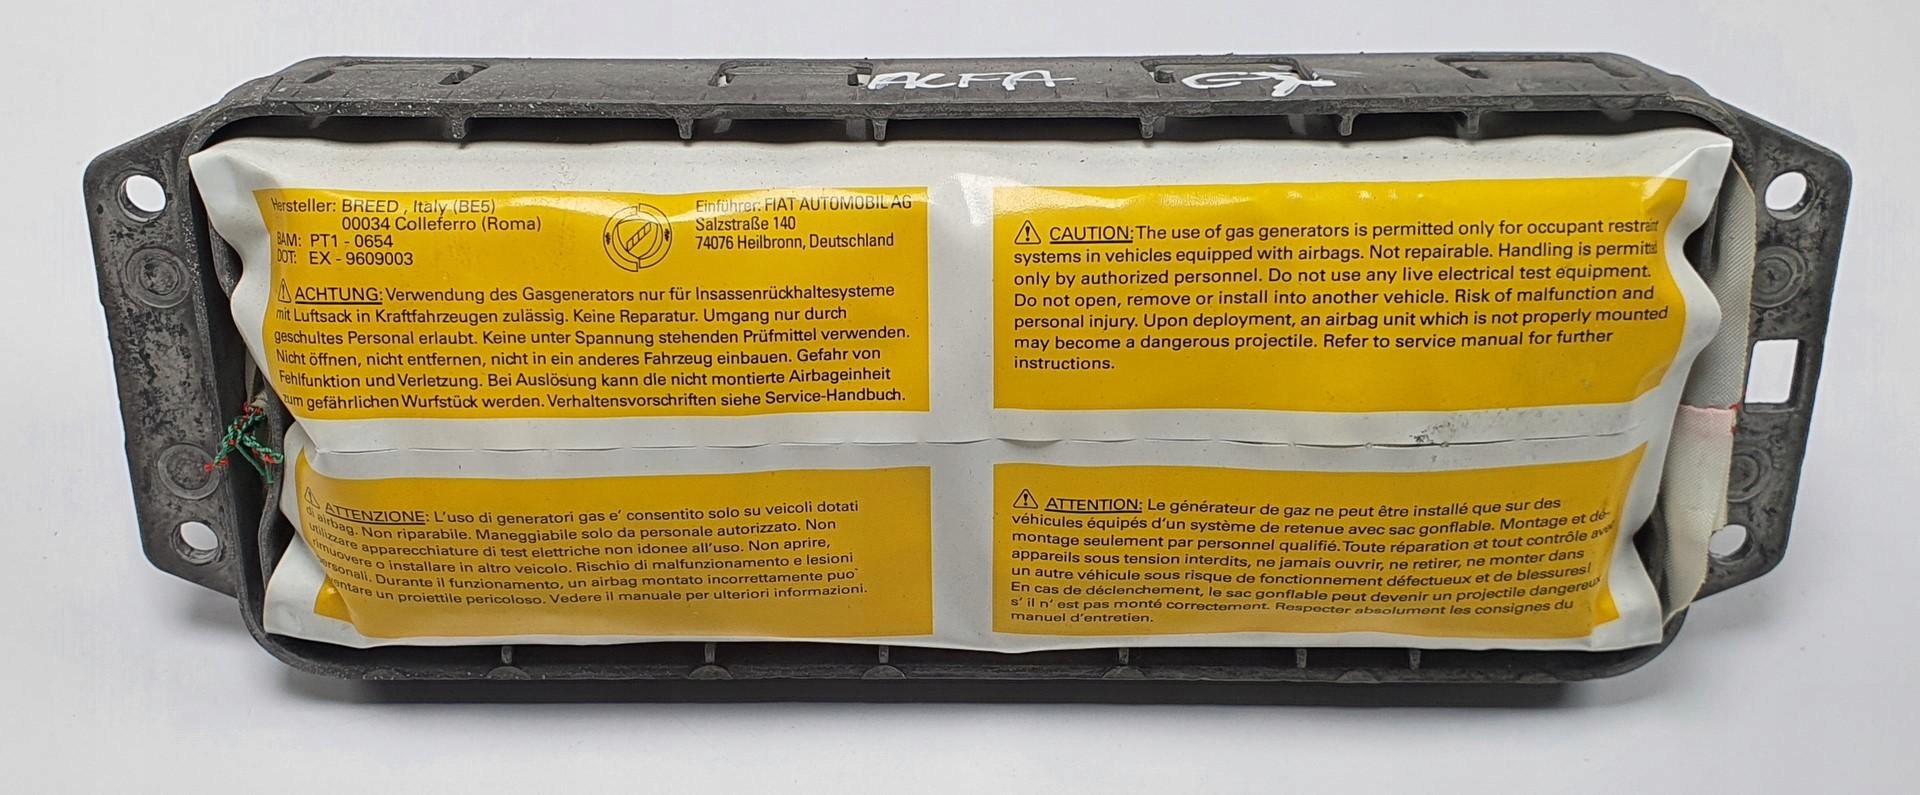 ALFA
Hersteller: BREED, Italy (BE5)
00034 Colleferro (Roma)
BAM: PT1 - 0654
DOT: EX - 9609003
Einführer: FIAT AUTOMOBIL AG
Salzstraße 140
74076 Heilbronn, Deutschland
ACHTUNG: Verwendung des Gasgenerators nur für Insassenrückhaltesysteme
mit Luftsack in Kraftfahrzeugen zulässig. Keine Reparatur. Umgang nur durch
geschultes Personal erlaubt. Keine unter Spannung stehenden Prüfmittel verwenden.
Nicht öffnen, nicht entfernen, nicht in ein anderes Fahrzeug einbauen. Gefahr von
Fehlfunktion und Verletzung. Bei Auslösung kann die nicht montierte Airbageinheit
zum gefährlichen Wurfstück werden. Verhaltensvorschriften siehe Service-Handbuch.
CAUTION: The use of gas generators is permitted only for occupant restraint
systems in vehicles equipped with airbags. Not repairable. Handling is permitted
only by authorized personnel. Do not use any live electrical test equipment.
Do not open, remove or install into another vehicle. Risk of malfunction and
personal injury. Upon deployment, an airbag unit which is not properly mounted
may become a dangerous projectile. Refer to service manual for further
instructions.
ATTENZIONE: L'uso di generatori gas e' consentito solo su veicoli dotati
di airbag. Non riparabile. Maneggiabile solo da personale autorizzato. Non
utilizzare apparecchiature di test elettriche non idonee all'uso. Non aprire,
rimuovere o installare in altro veicolo. Rischio di malfunzionamento e lesioni
personali. Durante il funzionamento, un airbag montato incorrettamente puo'
ventare un proiettile pericoloso. Vedere il manuale per ulteriori informazioni.
ATTENTION: Le générateur de gaz ne peut être installé que sur des
véhicules équipés d'un système de retenue avec sac gonflable. Montage et dé-
montage seulement par personnel qualifié. Toute réparation et tout contrôle avec
appareils sous tension interdits, ne jamais ouvrir, ne retirer, ne monter dans
un autre véhicule sous risque de fonctionnement défectueux et de blessures!
En cas de déclenchement, le sac gonflable peut devenir un projectile dangereux
s' il n' est pas monté correctement. Respecter absolument les consignes du
manuel d'entretien.